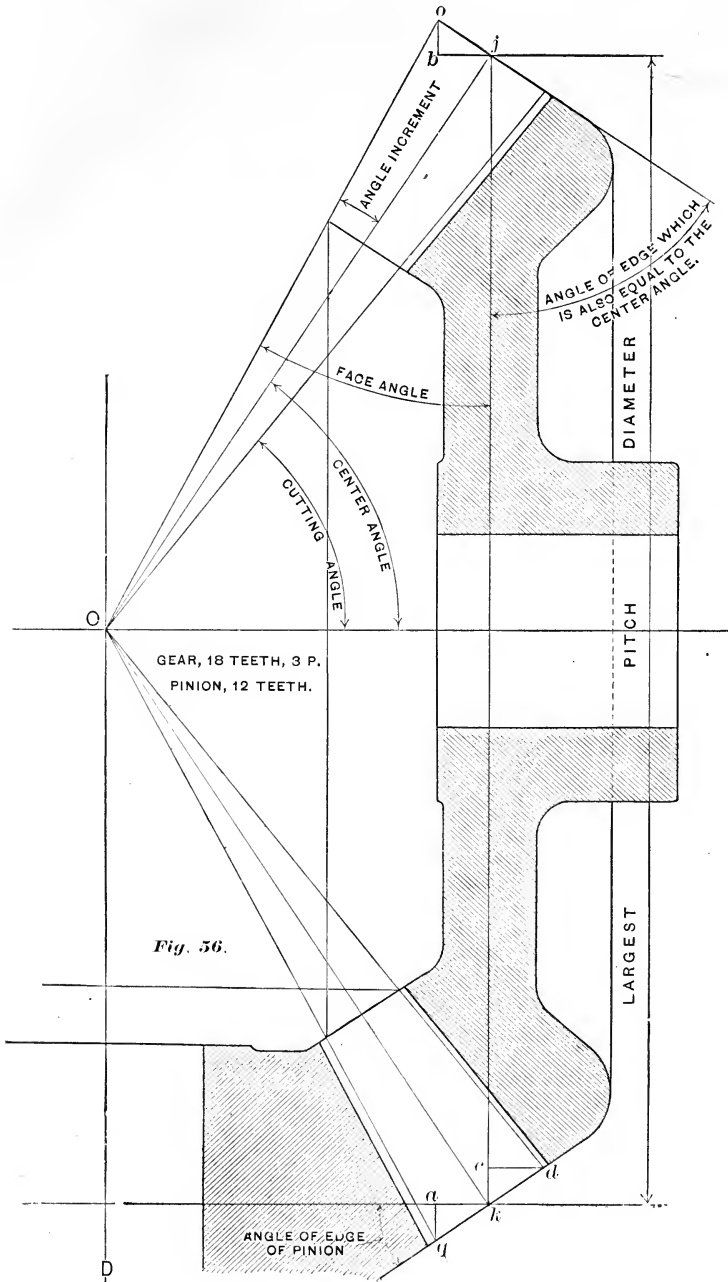 o
b
j
ANGLE INCREMENT
ANGLE OF EDGE WHICH
IS ALSO EQUAL TO THE
CENTER ANGLE.
FACE ANGLE
DIAMETER
CENTER ANGLE
CUTTING
ANGLE
O
GEAR, 18 TEETH, 3 P.
PINION, 12 TEETH.
PITCH
Fig. 56.
LARGEST
c
d
a
k
q
ANGLE OF EDGE
OF PINION
D